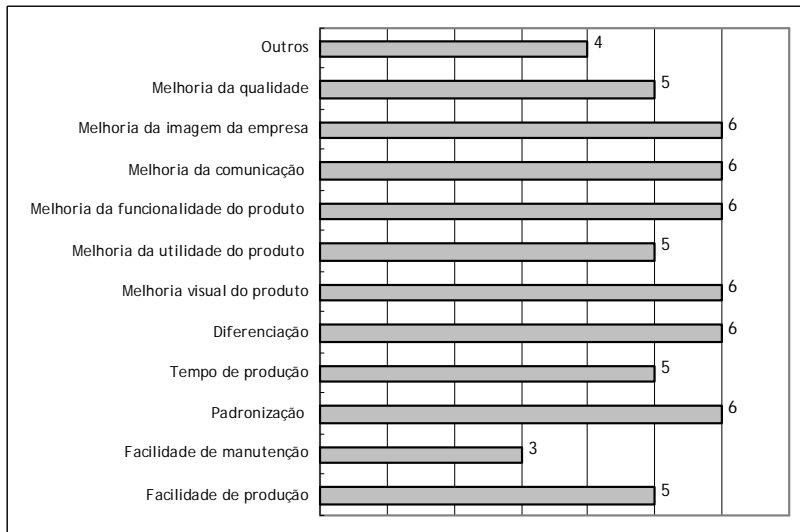 Outros 4
Melhoria da qualidade 5
Melhoria da imagem da empresa 6
Melhoria da comunicação 6
Melhoria da funcionalidade do produto 6
Melhoria da utilidade do produto 5
Melhoria visual do produto 6
Diferenciação 6
Tempo de produção 5
Padronização 6
Facilidade de manutenção 3
Facilidade de produção 5